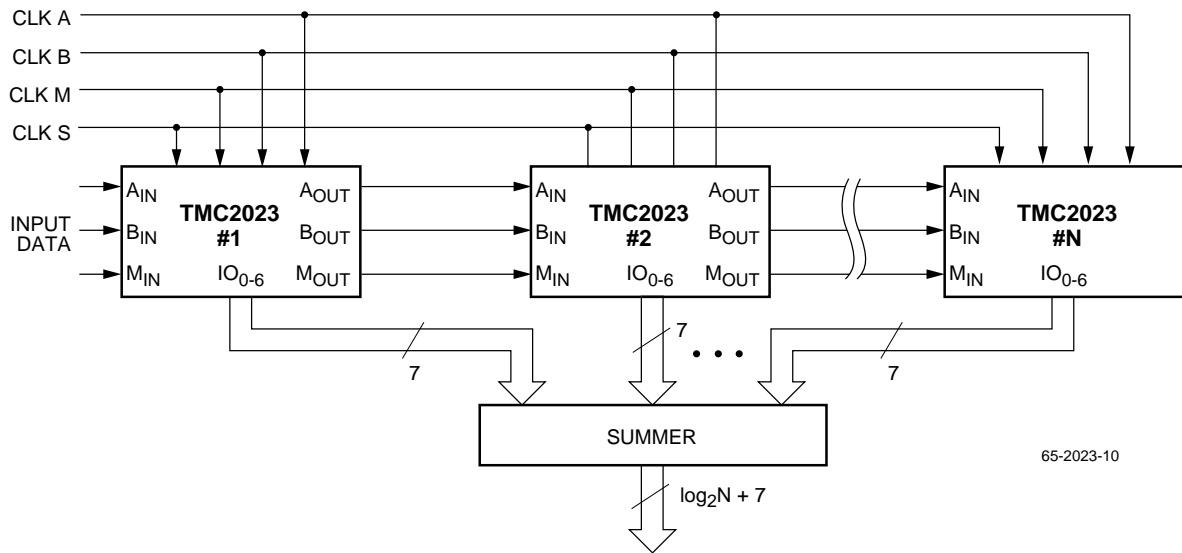 CLK A
CLK B
CLK M
CLK S
INPUT
DATA
AIN
BIN
MIN
TMC2023
#1
IO0-6
AOUT
BOUT
MOUT
AIN
BIN
MIN
TMC2023
#2
IO0-6
AOUT
BOUT
MOUT
AIN
BIN
MIN
TMC2023
#N
IO0-6
7
7
7
SUMMER
log2N + 7
65-2023-10